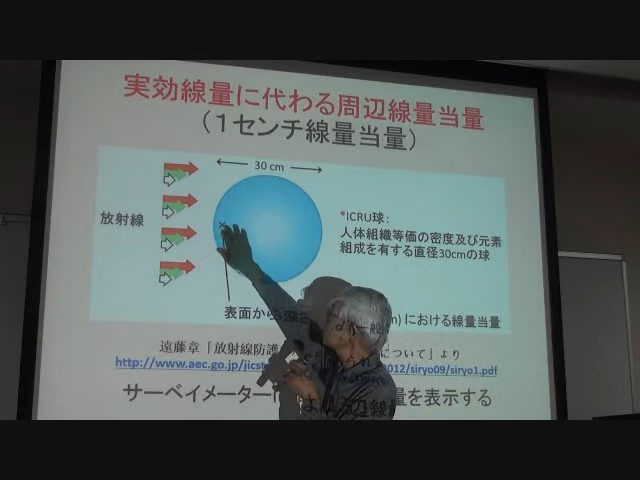 実効線量に代わる周辺線量当量
(１センチ線量当量)
30 cm
放射線
*ICRU球：
人体組織等価の密度及び元素
組成を有する直径30cmの球
表面から深さ における線量当量
遠藤章「放射線防護 について」より
http://www.aec.go.jp/jicst 2012/siryo09/siryo1.pdf
サーベイメーター 辺線量 を表示する